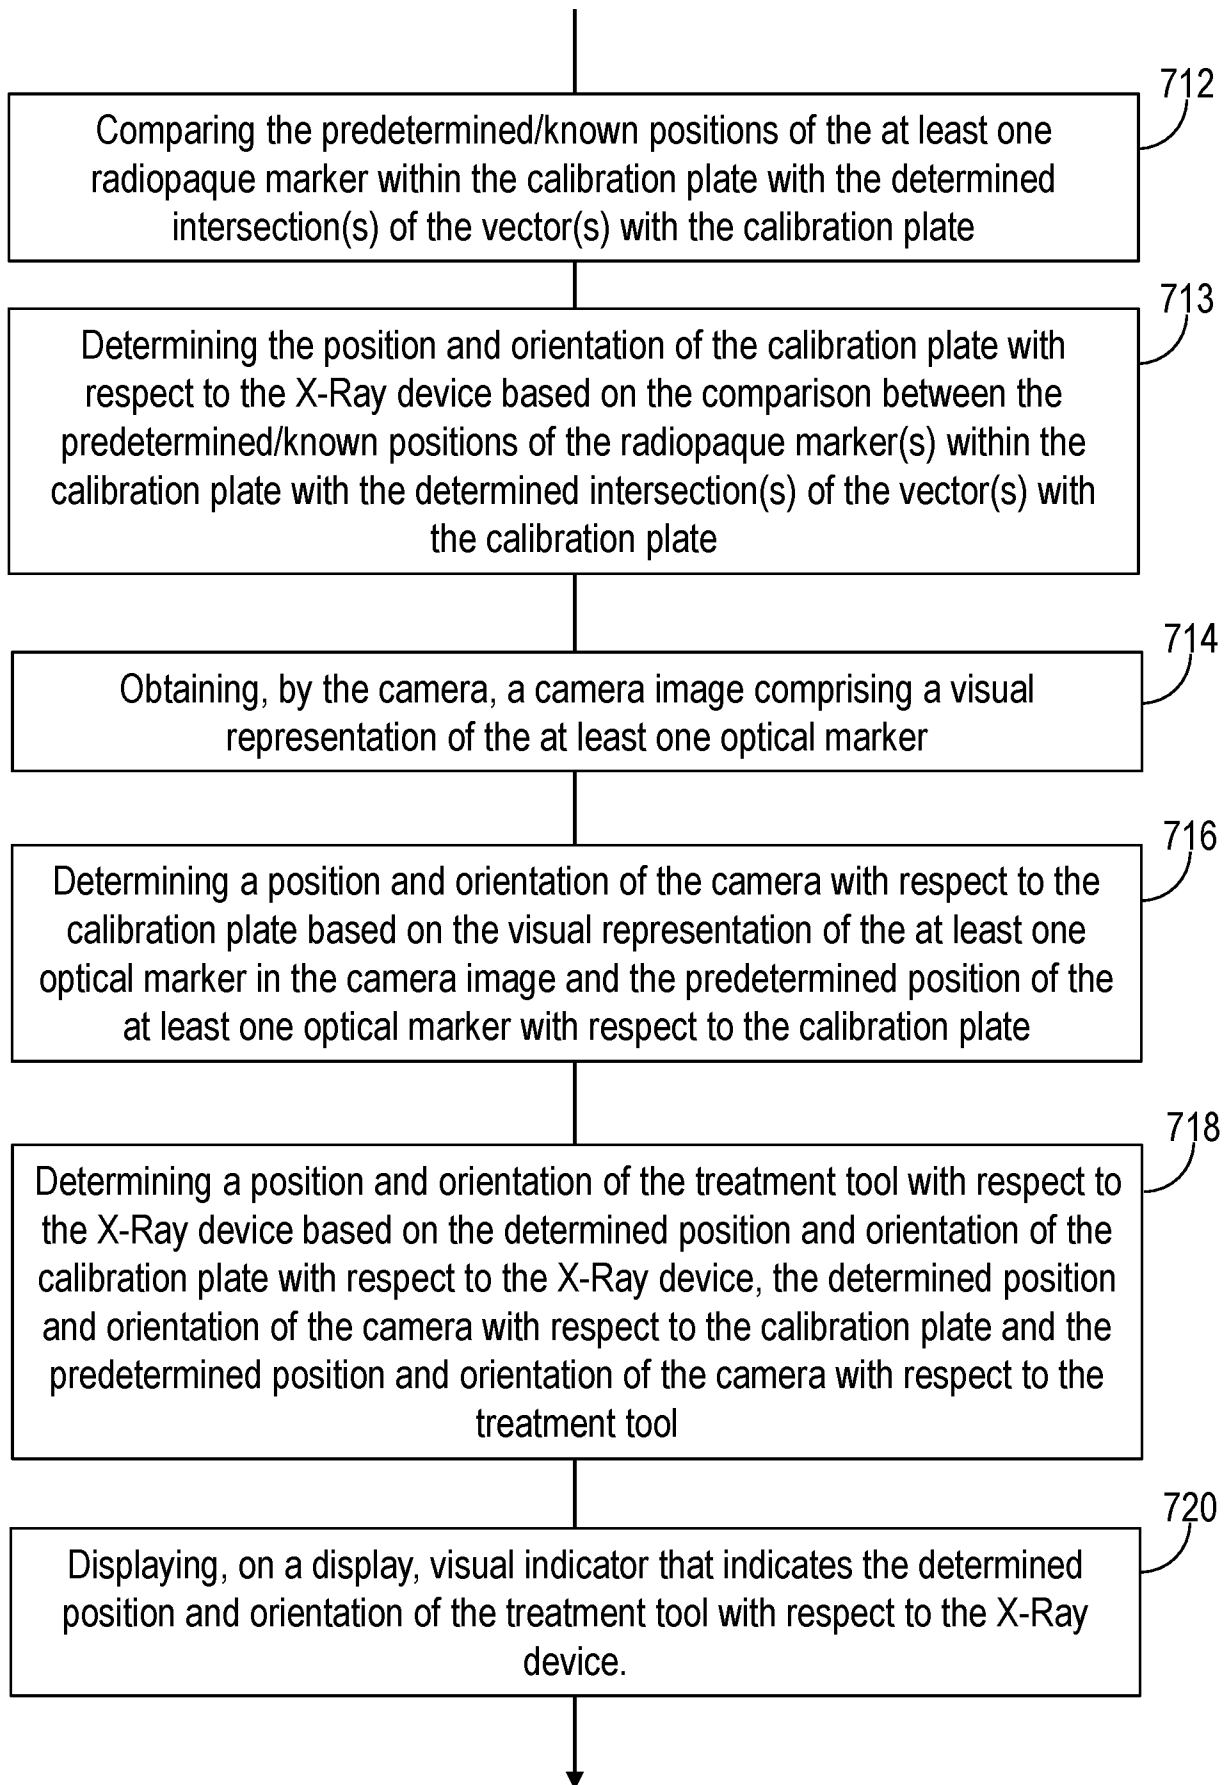 712
Comparing the predetermined/known positions of the at least one
radiopaque marker within the calibration plate with the determined
intersection(s) of the vector(s) with the calibration plate
713
Determining the position and orientation of the calibration plate with
respect to the X-Ray device based on the comparison between the
predetermined/known positions of the radiopaque marker(s) within the
calibration plate with the determined intersection(s) of the vector(s) with
the calibration plate
714
Obtaining, by the camera, a camera image comprising a visual
representation of the at least one optical marker
716
Determining a position and orientation of the camera with respect to the
calibration plate based on the visual representation of the at least one
optical marker in the camera image and the predetermined position of the
at least one optical marker with respect to the calibration plate
718
Determining a position and orientation of the treatment tool with respect to
the X-Ray device based on the determined position and orientation of the
calibration plate with respect to the X-Ray device, the determined position
and orientation of the camera with respect to the calibration plate and the
predetermined position and orientation of the camera with respect to the
treatment tool
720
Displaying, on a display, visual indicator that indicates the determined
position and orientation of the treatment tool with respect to the X-Ray
device.